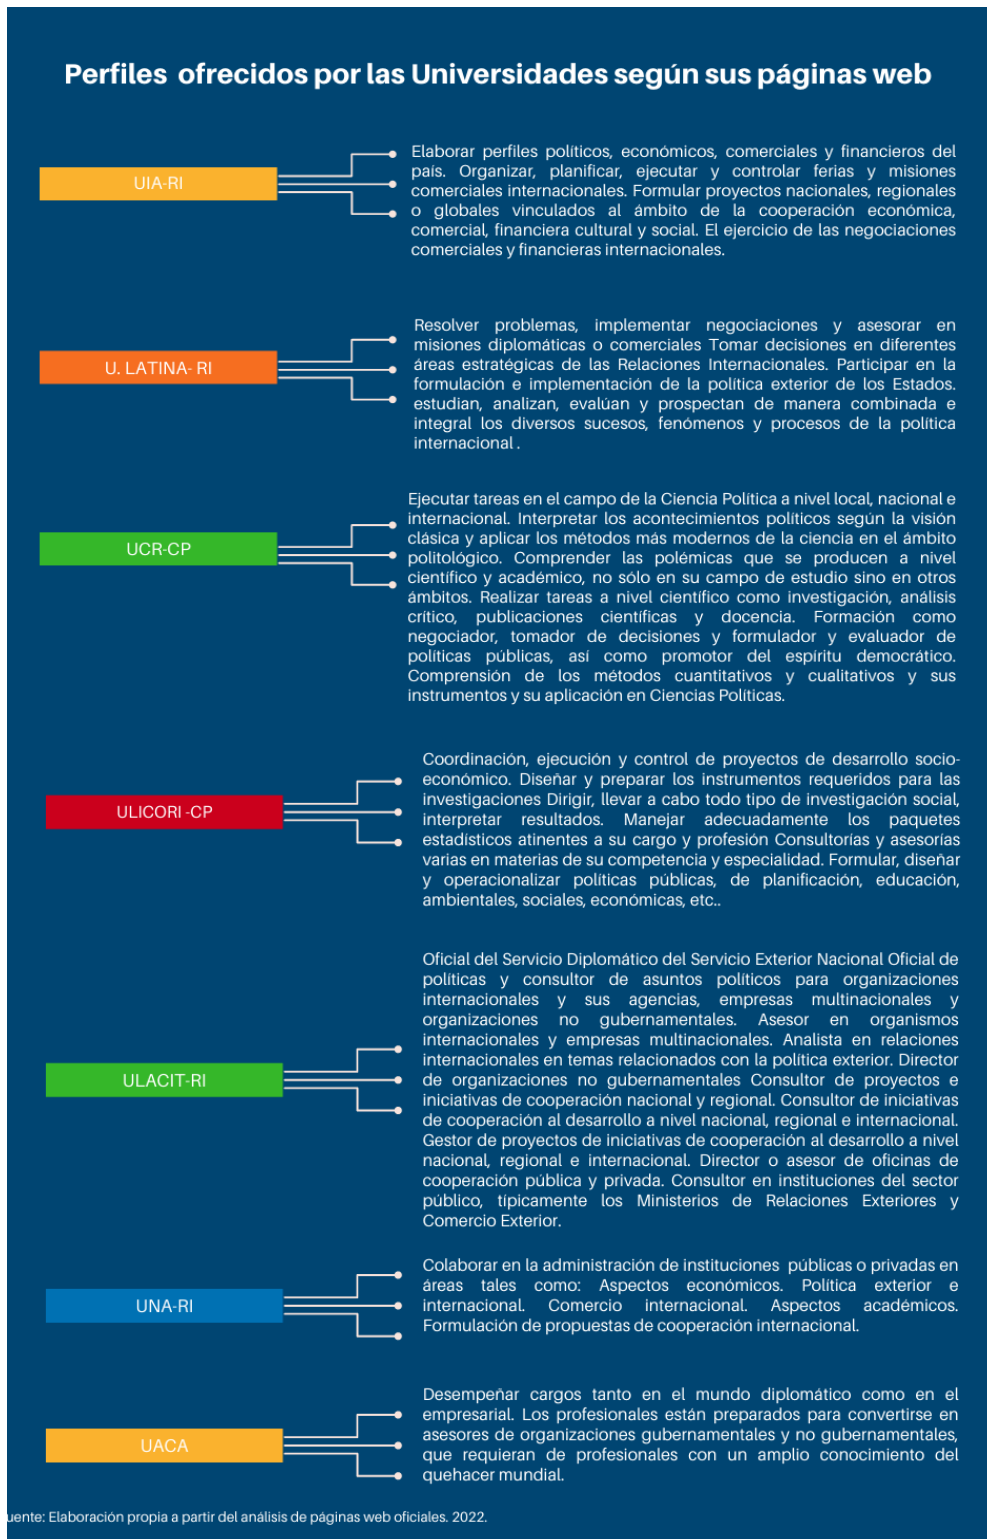 Perfiles ofrecidos por las Universidades según sus páginas web
UIA-RI
Elaborar perfiles políticos, económicos, comerciales y financieros del
país. Organizar, planificar, ejecutar y controlar ferias y misiones
comerciales internacionales. Formular proyectos nacionales, regionales
o globales vinculados al ámbito de la cooperación económica,
comercial, financiera cultural y social. El ejercicio de las negociaciones
comerciales y financieras internacionales.
U. LATINA- RI
Resolver problemas, implementar negociaciones y asesorar en
misiones diplomáticas o comerciales Tomar decisiones en diferentes
áreas estratégicas de las Relaciones Internacionales. Participar en la
formulación e implementación de la política exterior de los Estados.
estudian, analizan, evalúan y prospectan de manera combinada e
integral los diversos sucesos, fenómenos y procesos de la política
internacional .
UCR-CP
Ejecutar tareas en el campo de la Ciencia Política a nivel local, nacional e
internacional. Interpretar los acontecimientos políticos según la visión
clásica y aplicar los métodos más modernos de la ciencia en el ámbito
politológico. Comprender las polémicas que se producen a nivel
científico y académico, no sólo en su campo de estudio sino en otros
ámbitos. Realizar tareas a nivel científico como investigación, análisis
crítico, publicaciones científicas y docencia. Formación como
negociador, tomador de decisiones y formulador y evaluador de
políticas públicas, así como promotor del espíritu democrático.
Comprensión de los métodos cuantitativos y cualitativos y sus
instrumentos y su aplicación en Ciencias Políticas.
ULICORI -CP
Coordinación, ejecución y control de proyectos de desarrollo socio-
económico. Diseñar y preparar los instrumentos requeridos para las
investigaciones Dirigir, llevar a cabo todo tipo de investigación social,
interpretar resultados. Manejar adecuadamente los paquetes
estadísticos atinentes a su cargo y profesión Consultorías y asesorías
varias en materias de su competencia y especialidad. Formular, diseñar
y operacionalizar políticas públicas, de planificación, educación,
ambientales, sociales, económicas, etc..
ULACIT-RI
Oficial del Servicio Diplomático del Servicio Exterior Nacional Oficial de
políticas y consultor de asuntos políticos para organizaciones
internacionales y sus agencias, empresas multinacionales y
organizaciones no gubernamentales. Asesor en organismos
internacionales y empresas multinacionales. Analista en relaciones
internacionales en temas relacionados con la política exterior. Director
de organizaciones no gubernamentales Consultor de proyectos e
iniciativas de cooperación nacional y regional. Consultor de iniciativas
de cooperación al desarrollo a nivel nacional, regional e internacional.
Gestor de proyectos de iniciativas de cooperación al desarrollo a nivel
nacional, regional e internacional. Director o asesor de oficinas de
cooperación pública y privada. Consultor en instituciones del sector
público, típicamente los Ministerios de Relaciones Exteriores y
Comercio Exterior.
UNA-RI
Colaborar en la administración de instituciones públicas o privadas en
áreas tales como: Aspectos económicos. Política exterior e
internacional. Comercio internacional. Aspectos académicos.
Formulación de propuestas de cooperación internacional.
UACA
Desempeñar cargos tanto en el mundo diplomático como en el
empresarial. Los profesionales están preparados para convertirse en
asesores de organizaciones gubernamentales y no gubernamentales,
que requieran de profesionales con un amplio conocimiento del
quehacer mundial.
uente: Elaboración propia a partir del análisis de páginas web oficiales. 2022.